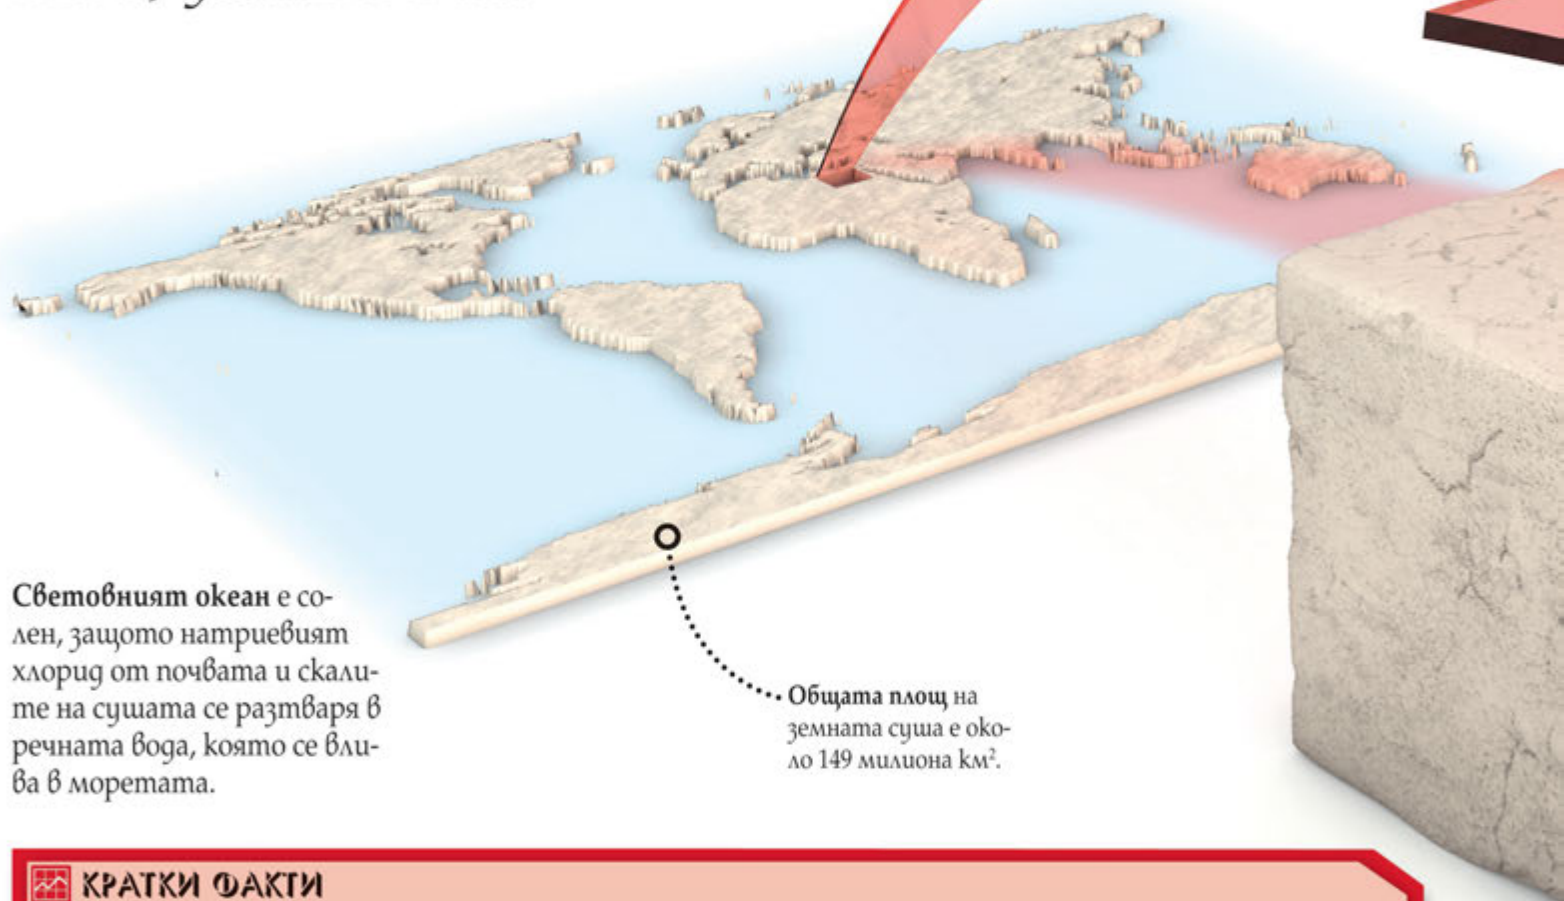 Световният океан е со-
лен, защото натриевият
хлорид от почвата и скали-
те на сушата се разтваря в
речната вода, която се вли-
ва в моретата.
Общата площ на
земната суша е око-
ло 149 милиона км².
КРАТКИ ФАКТИ